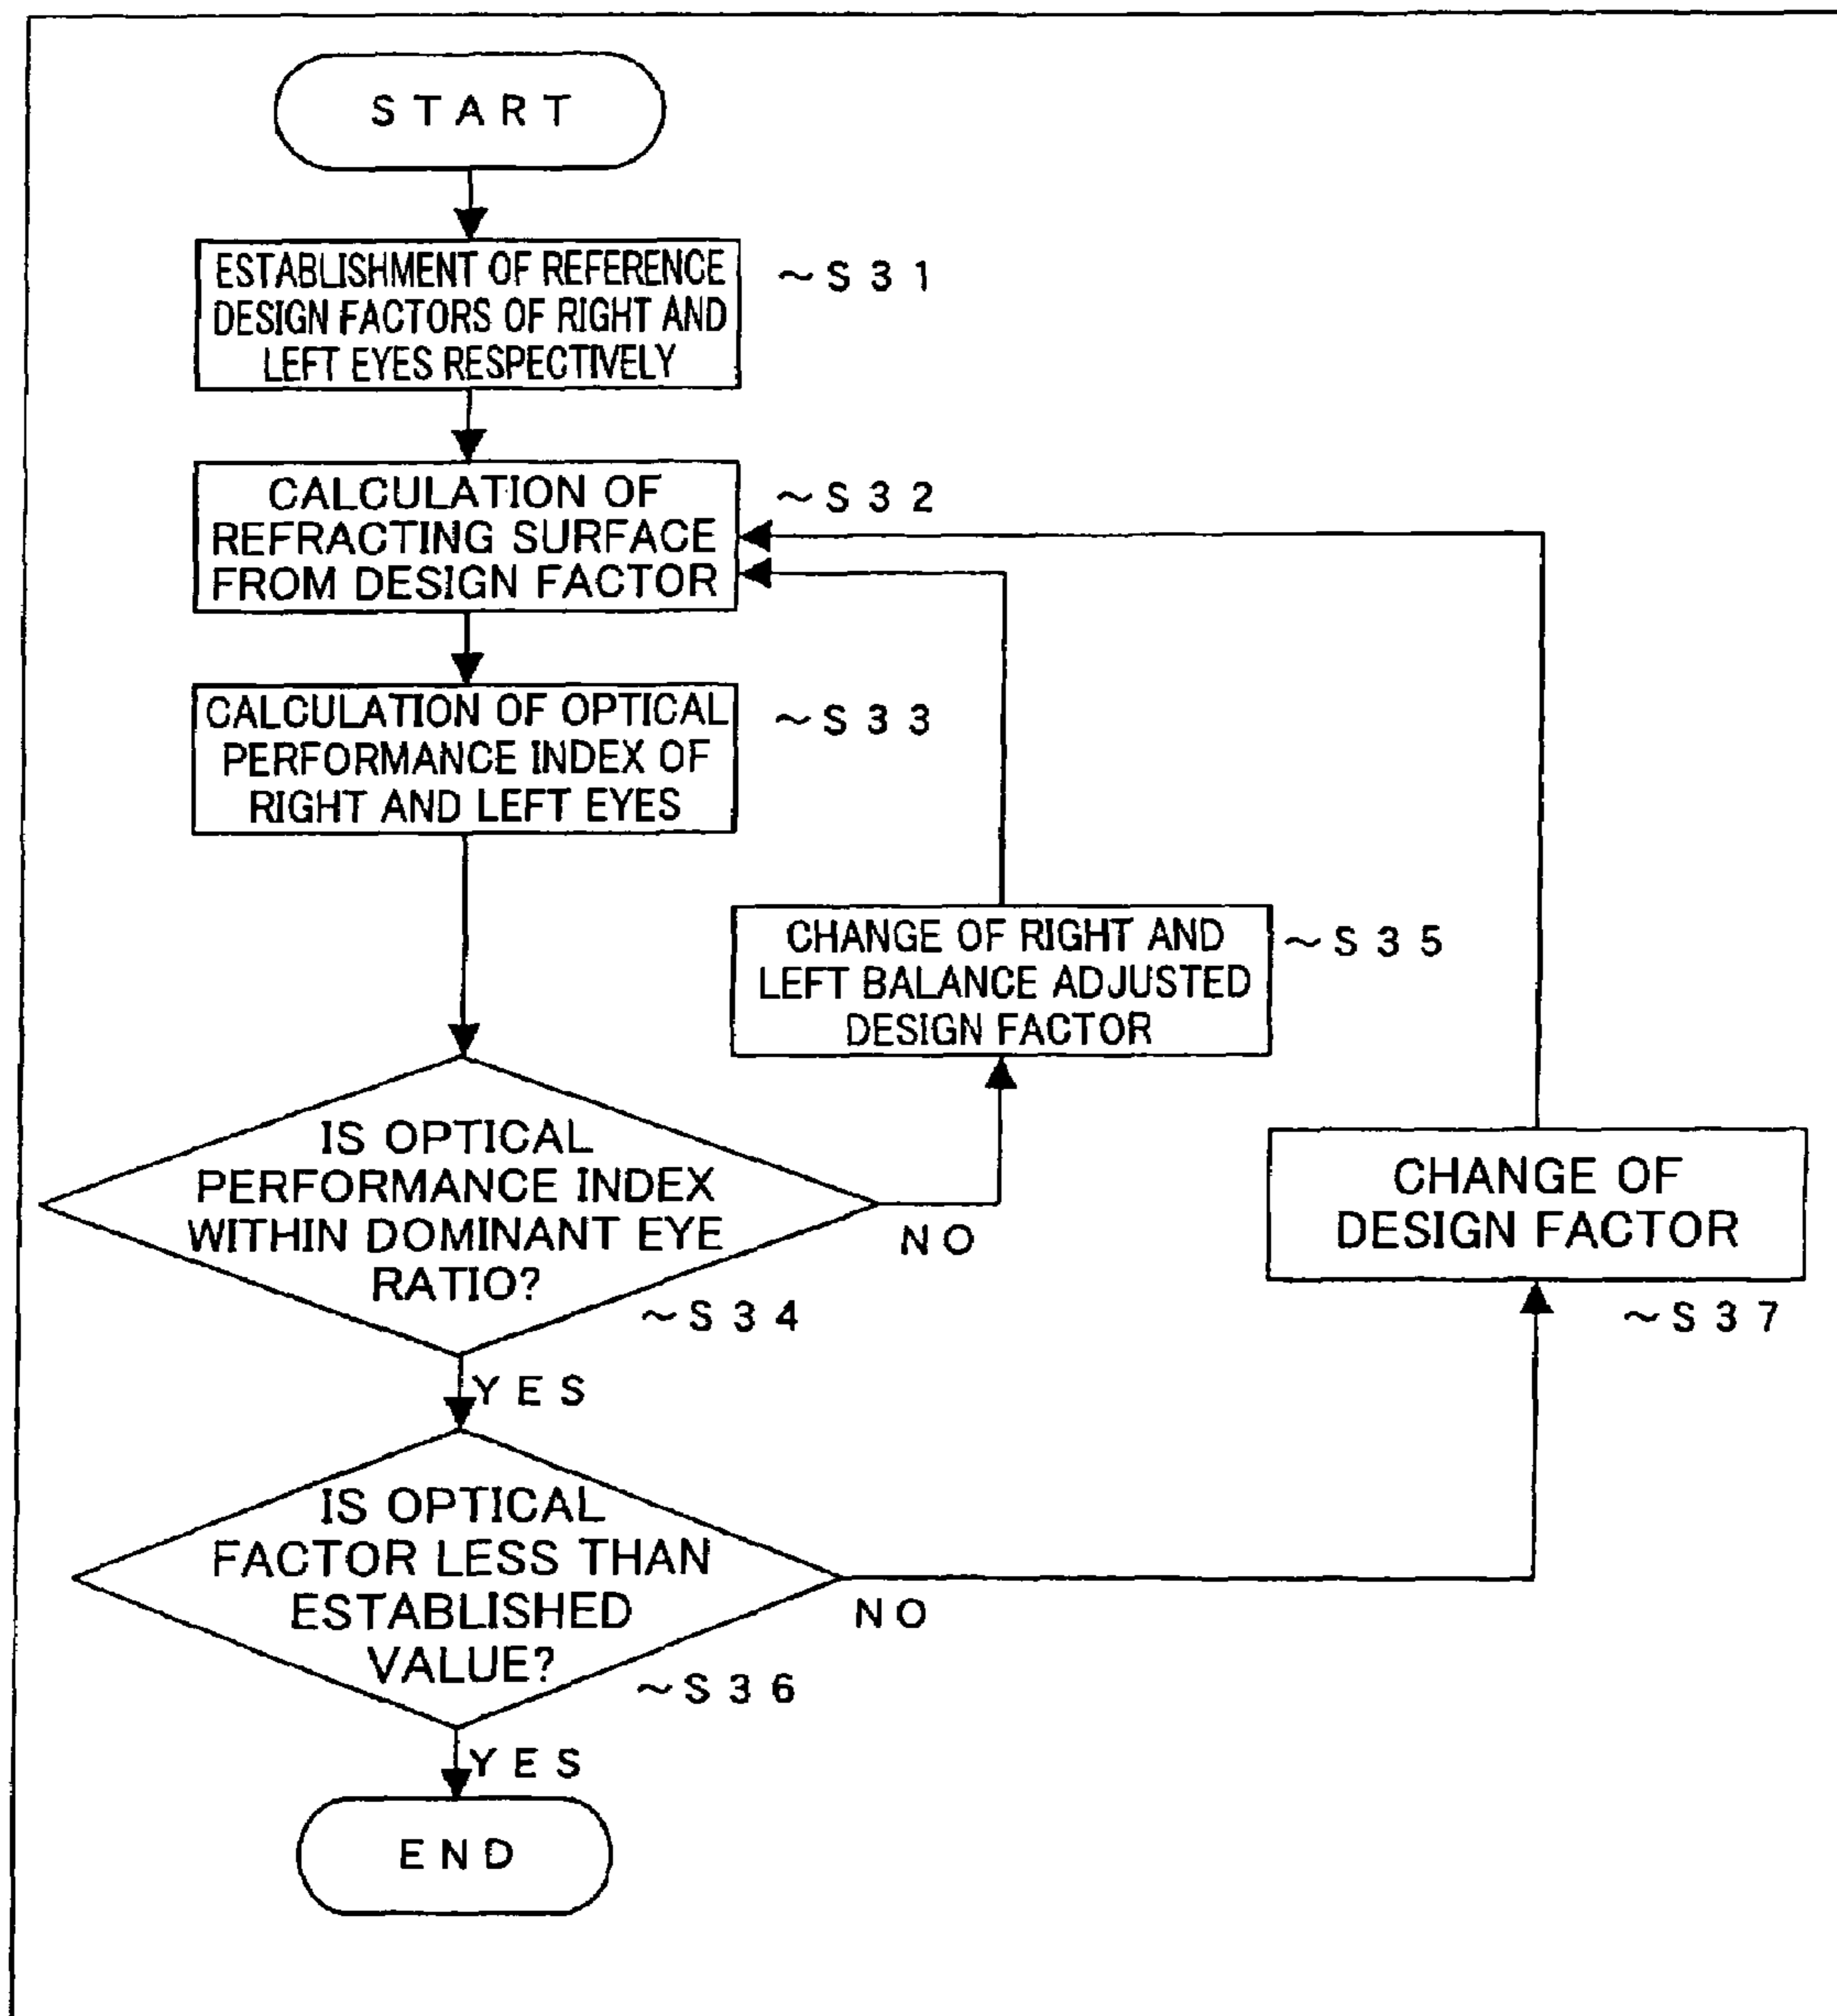 START
ESTABLISHMENT OF REFERENCE
DESIGN FACTORS OF RIGHT AND
LEFT EYES RESPECTIVELY
~S31
CALCULATION OF
REFRACTING SURFACE
FROM DESIGN FACTOR
~S32
CALCULATION OF OPTICAL
PERFORMANCE INDEX OF
RIGHT AND LEFT EYES
~S33
CHANGE OF RIGHT AND
LEFT BALANCE ADJUSTED
DESIGN FACTOR
~S35
IS OPTICAL
PERFORMANCE INDEX
WITHIN DOMINANT EYE
RATIO?
~S34
NO
YES
CHANGE OF
DESIGN FACTOR
~S37
IS OPTICAL
FACTOR LESS THAN
ESTABLISHED
VALUE?
~S36
NO
YES
END